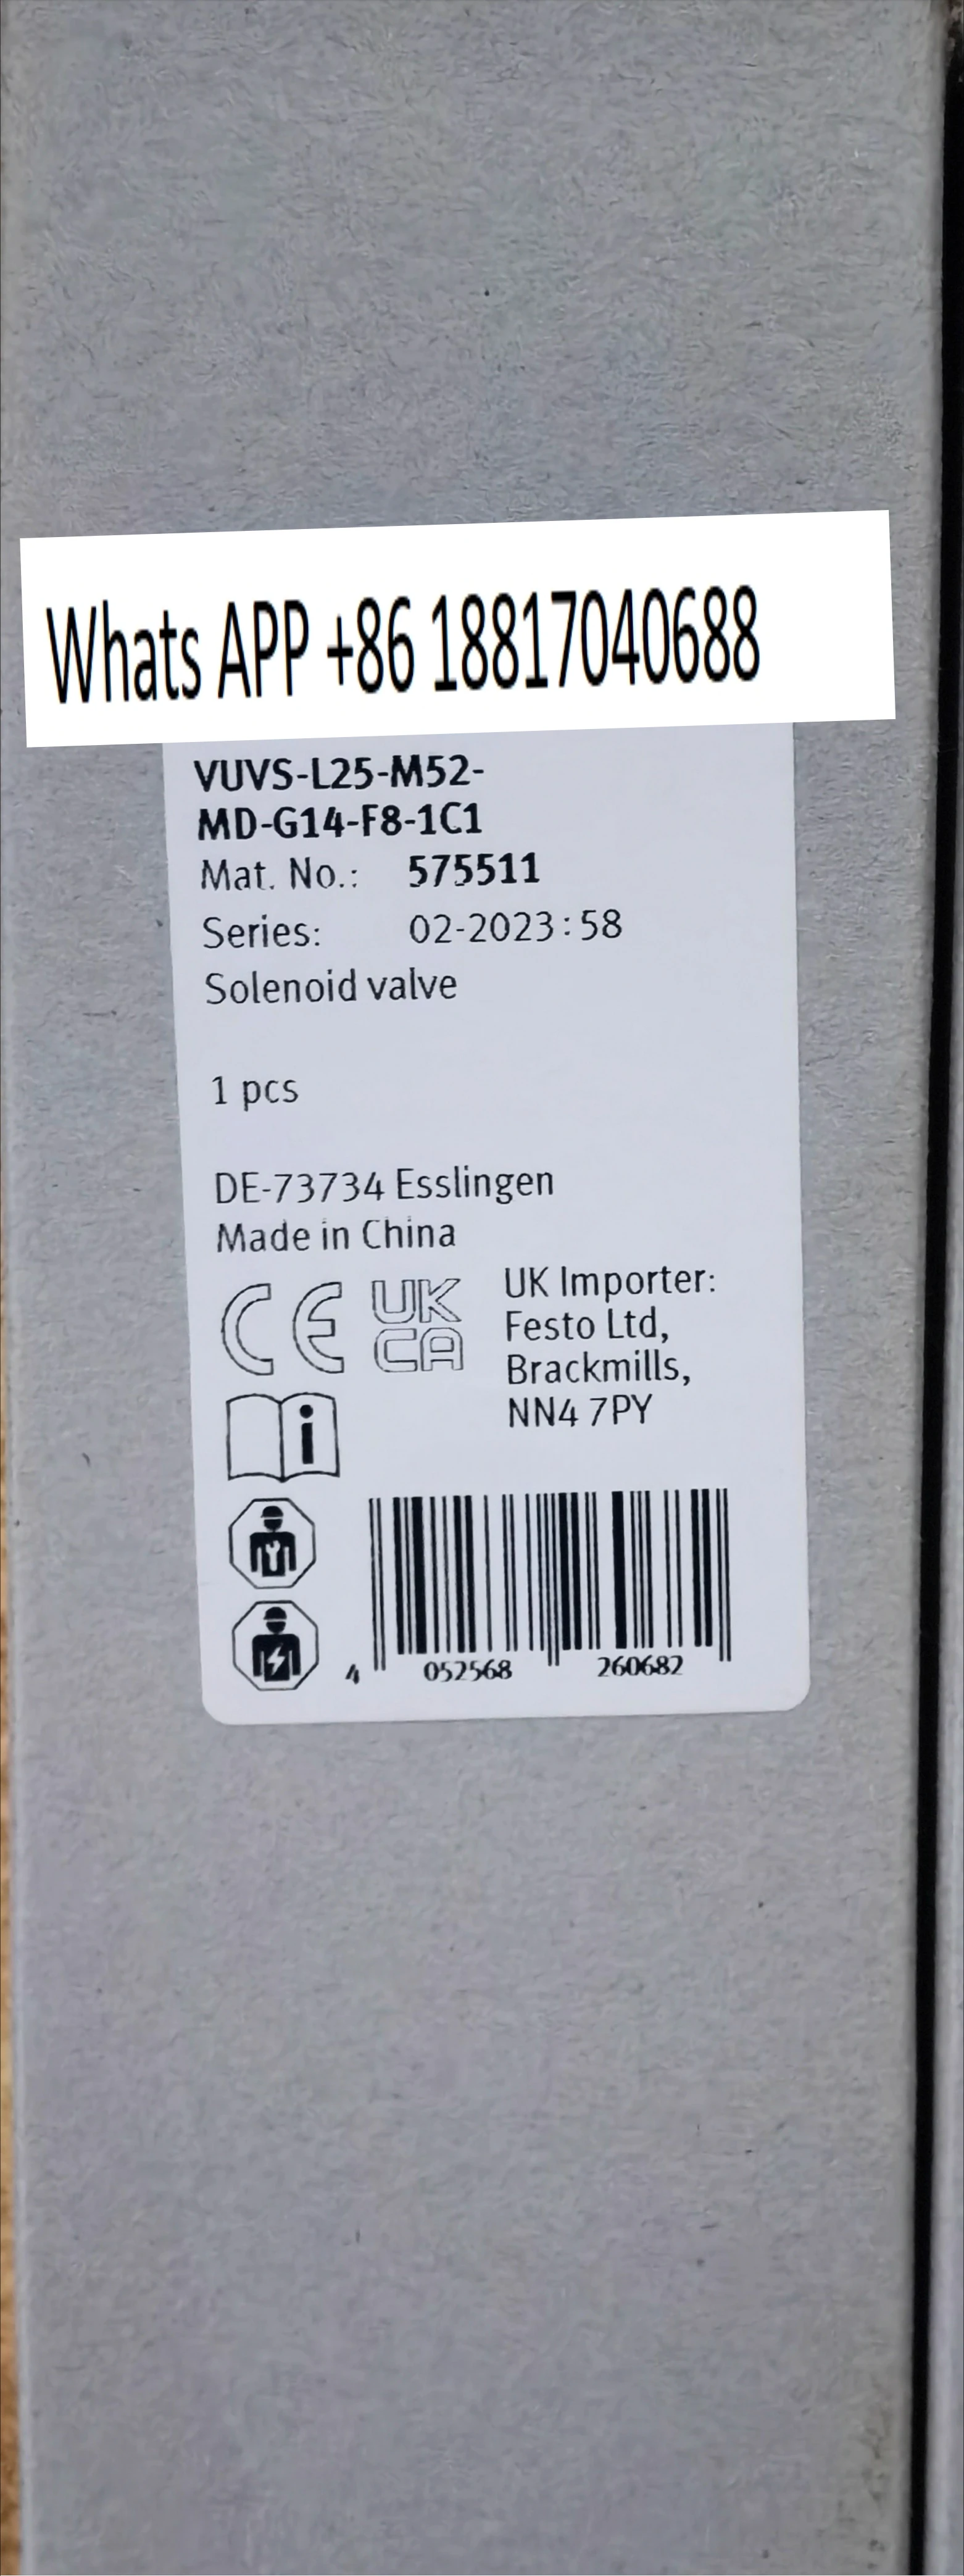 Whats APP +86 18817040688
VUVS-L25-M52-
MD-G14-F8-1C1
Mat. No.: 575511
Series: 02-2023:58
Solenoid valve
1 pcs
DE-73734 Esslingen
Made in China
CE UK CA
UK Importer:
Festo Ltd,
Brackmills,
NN4 7PY
i
4 052568 260682